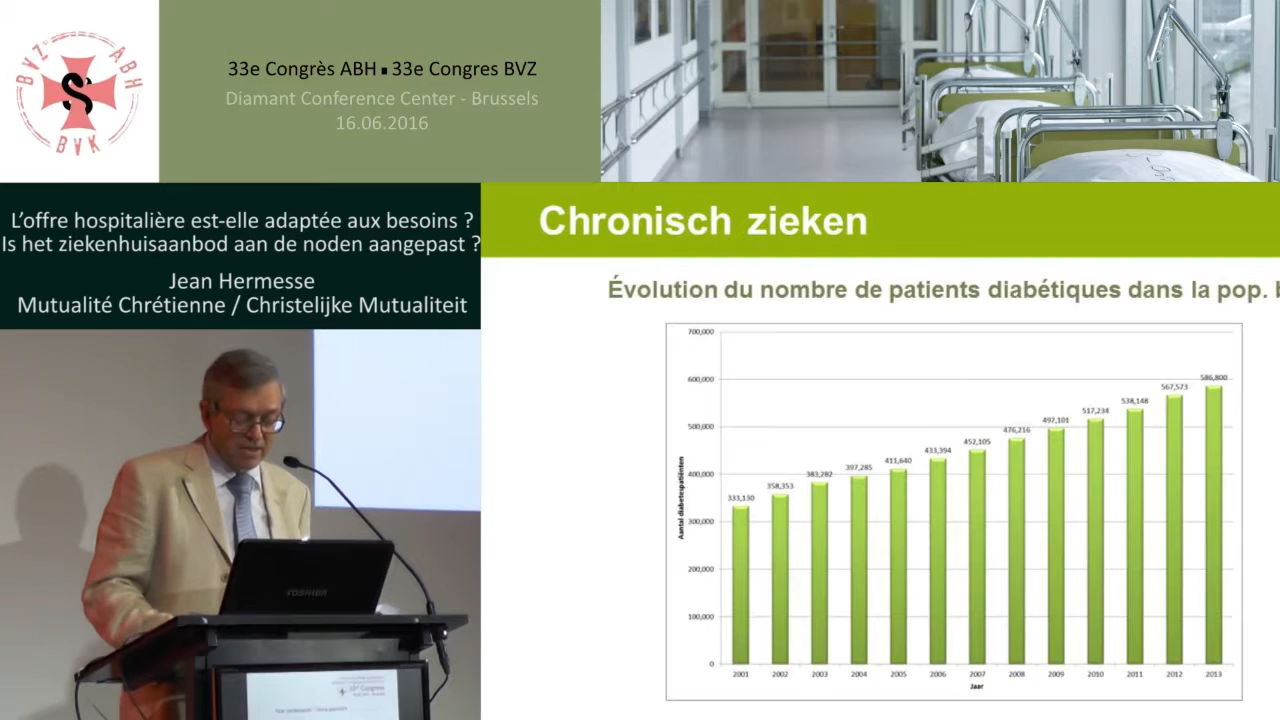 BVZ ABH
BVK
33e Congrès ABH ▪ 33e Congres BVZ
Diamant Conference Center - Brussels
16.06.2016
L'offre hospitalière est-elle adaptée aux besoins ?
Is het ziekenhuisaanbod aan de noden aangepast ?
Jean Hermesse
Mutualité Chrétienne / Christelijke Mutualiteit
Chronisch zieken
Évolution du nombre de patients diabétiques dans la pop.
700,000
600,000
500,000
400,000
300,000
200,000
100,000
0
Aantal diabetespatiënten
333,130
358,353
383,282
397,285
411,640
433,394
452,105
476,216
497,101
517,234
538,148
567,573
586,800
2001 2002 2003 2004 2005 2006 2007 2008 2009 2010 2011 2012 2013
Jaar
TOSHIBA